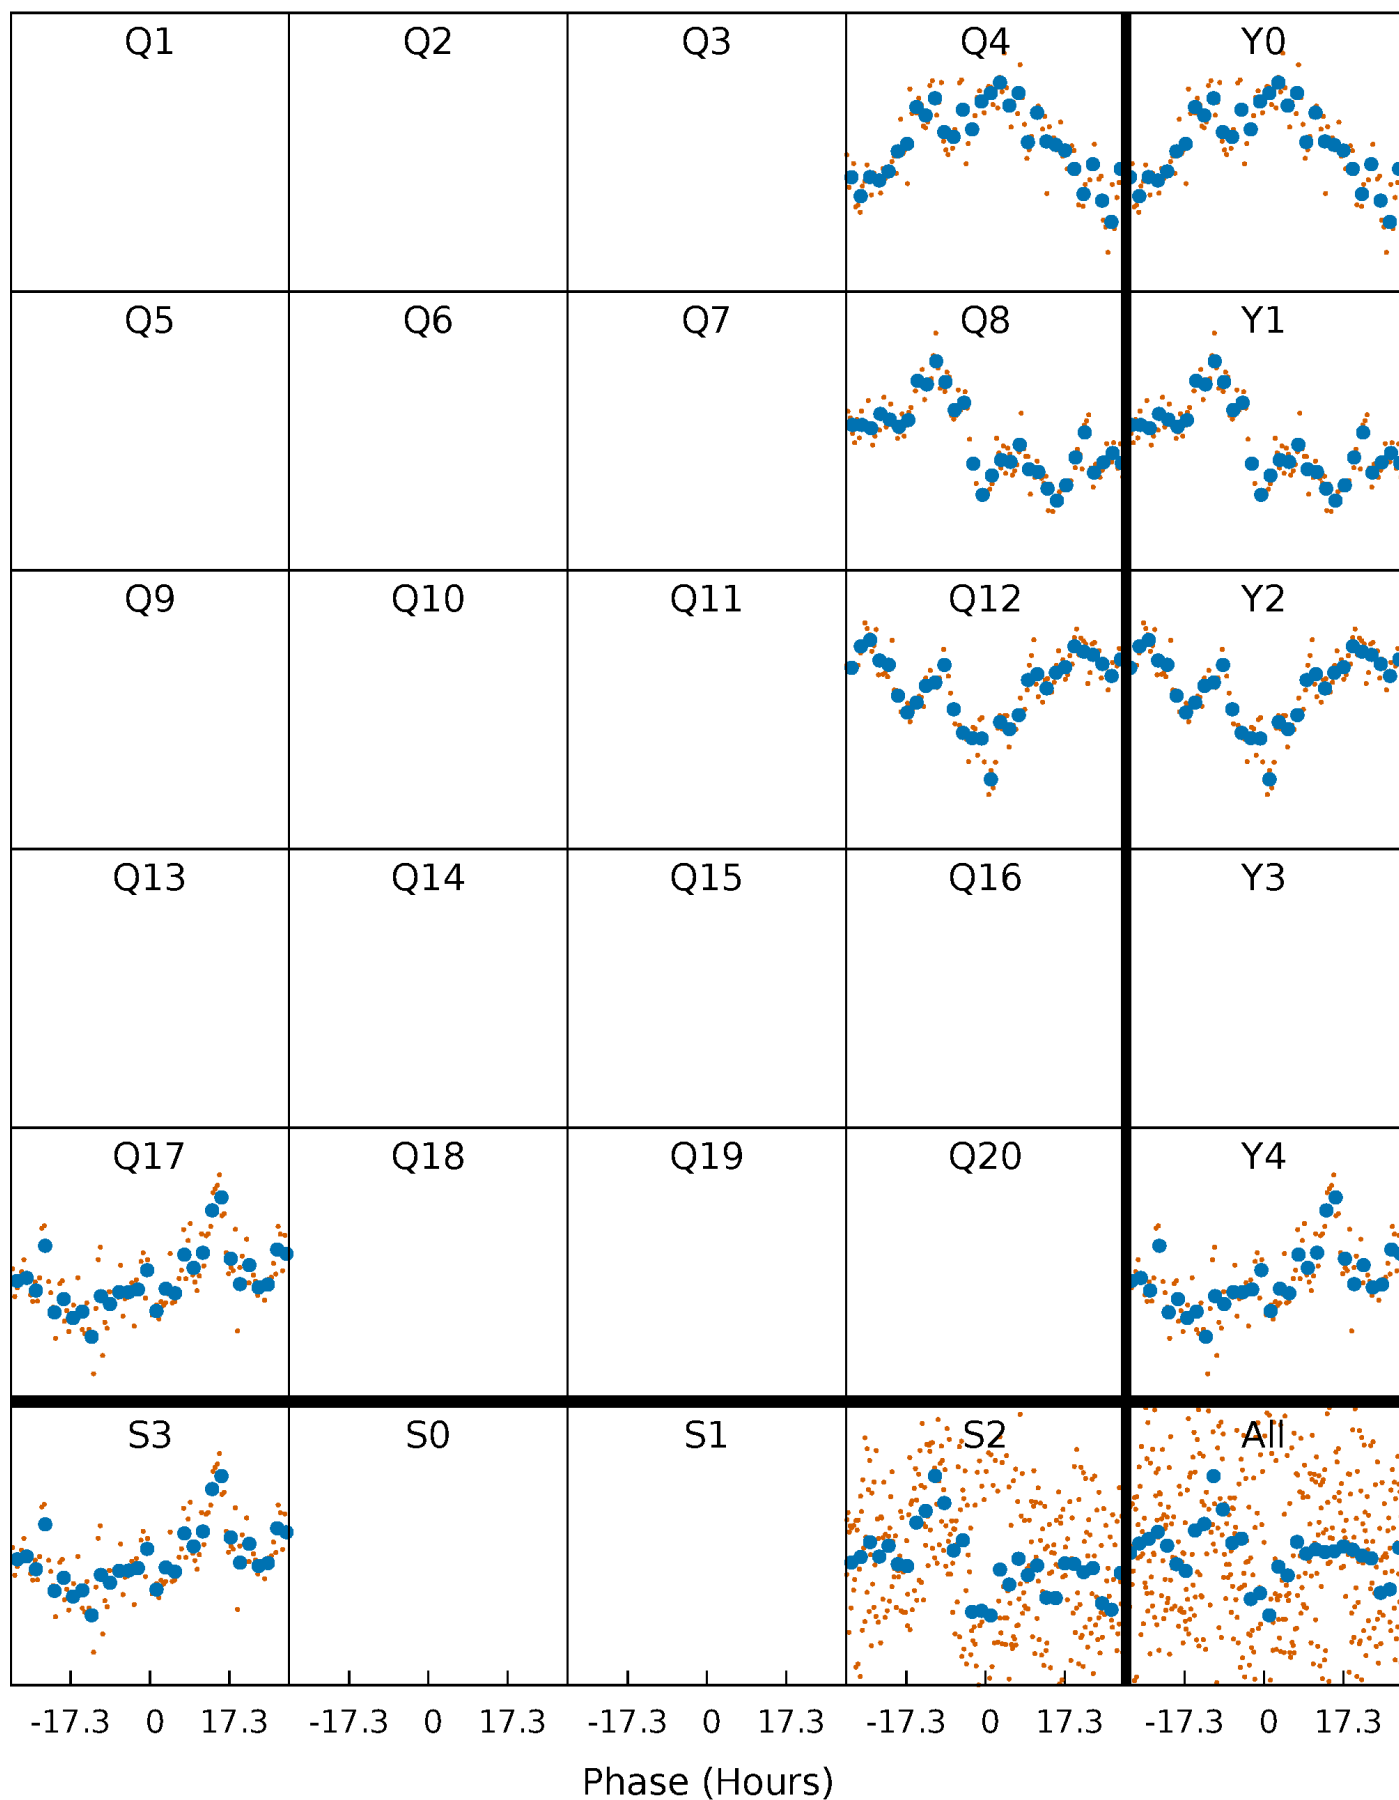 Q1 Q2 Q3 Q4 Y0
Q5 Q6 Q7 Q8 Y1
Q9 Q10 Q11 Q12 Y2
Q13 Q14 Q15 Q16 Y3
Q17 Q18 Q19 Q20 Y4
S3 S0 S1 S2 All
-17.3 0 17.3 -17.3 0 17.3 -17.3 0 17.3 -17.3 0 17.3 -17.3 0 17.3
Phase (Hours)